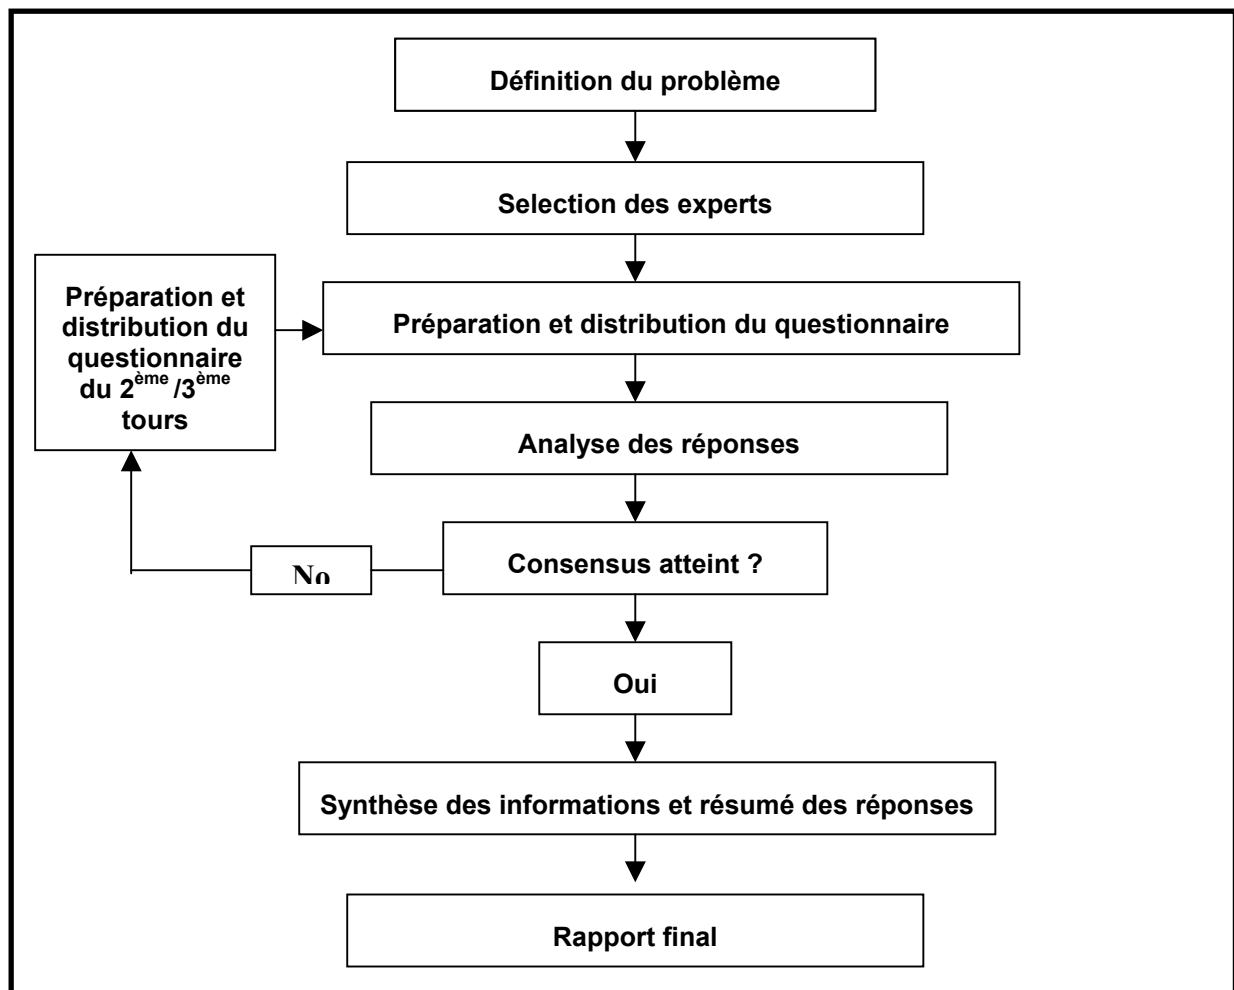 Définition du problème
Selection des experts
Préparation et
distribution du
questionnaire
du 2ème /3ème
tours
Préparation et distribution du questionnaire
Analyse des réponses
Consensus atteint ?
No
Oui
Synthèse des informations et résumé des réponses
Rapport final